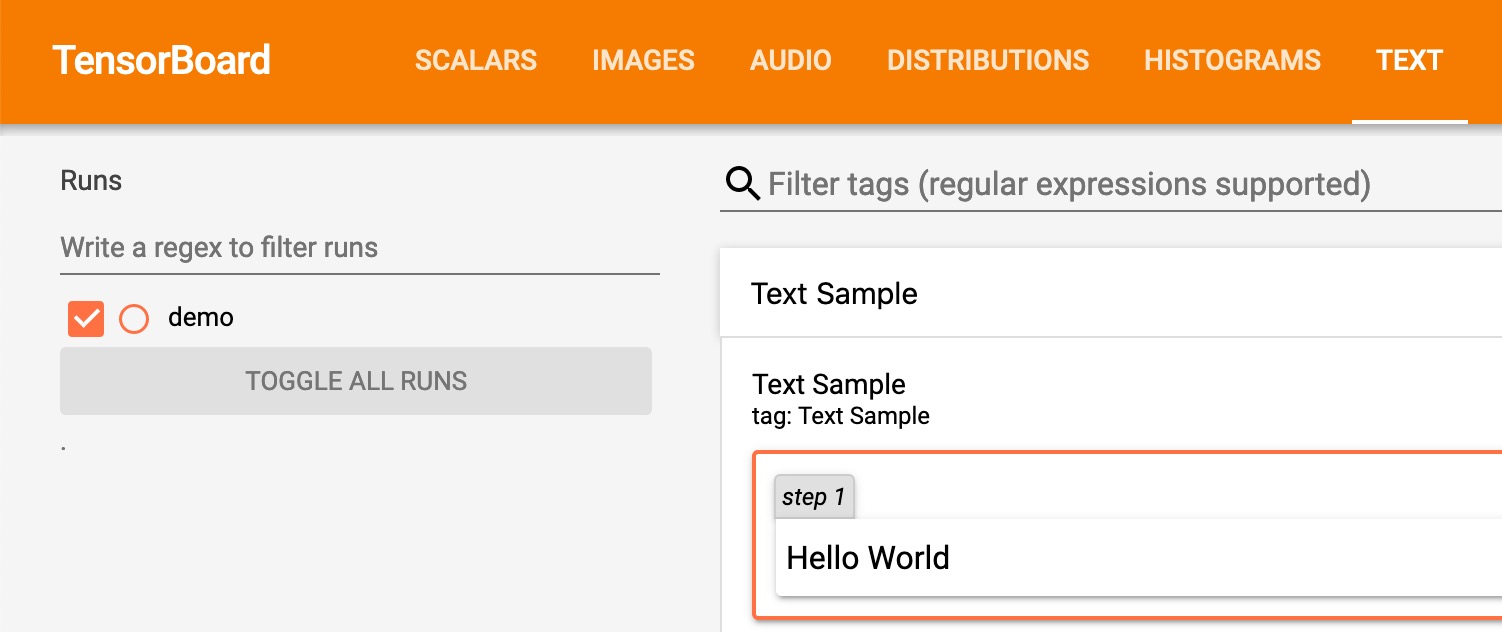 TensorBoard SCALARS IMAGES AUDIO DISTRIBUTIONS HISTOGRAMS TEXT
Runs
Write a regex to filter runs
demo
TOGGLE ALL RUNS
.
Filter tags (regular expressions supported)
Text Sample
Text Sample
tag: Text Sample
step 1
Hello World